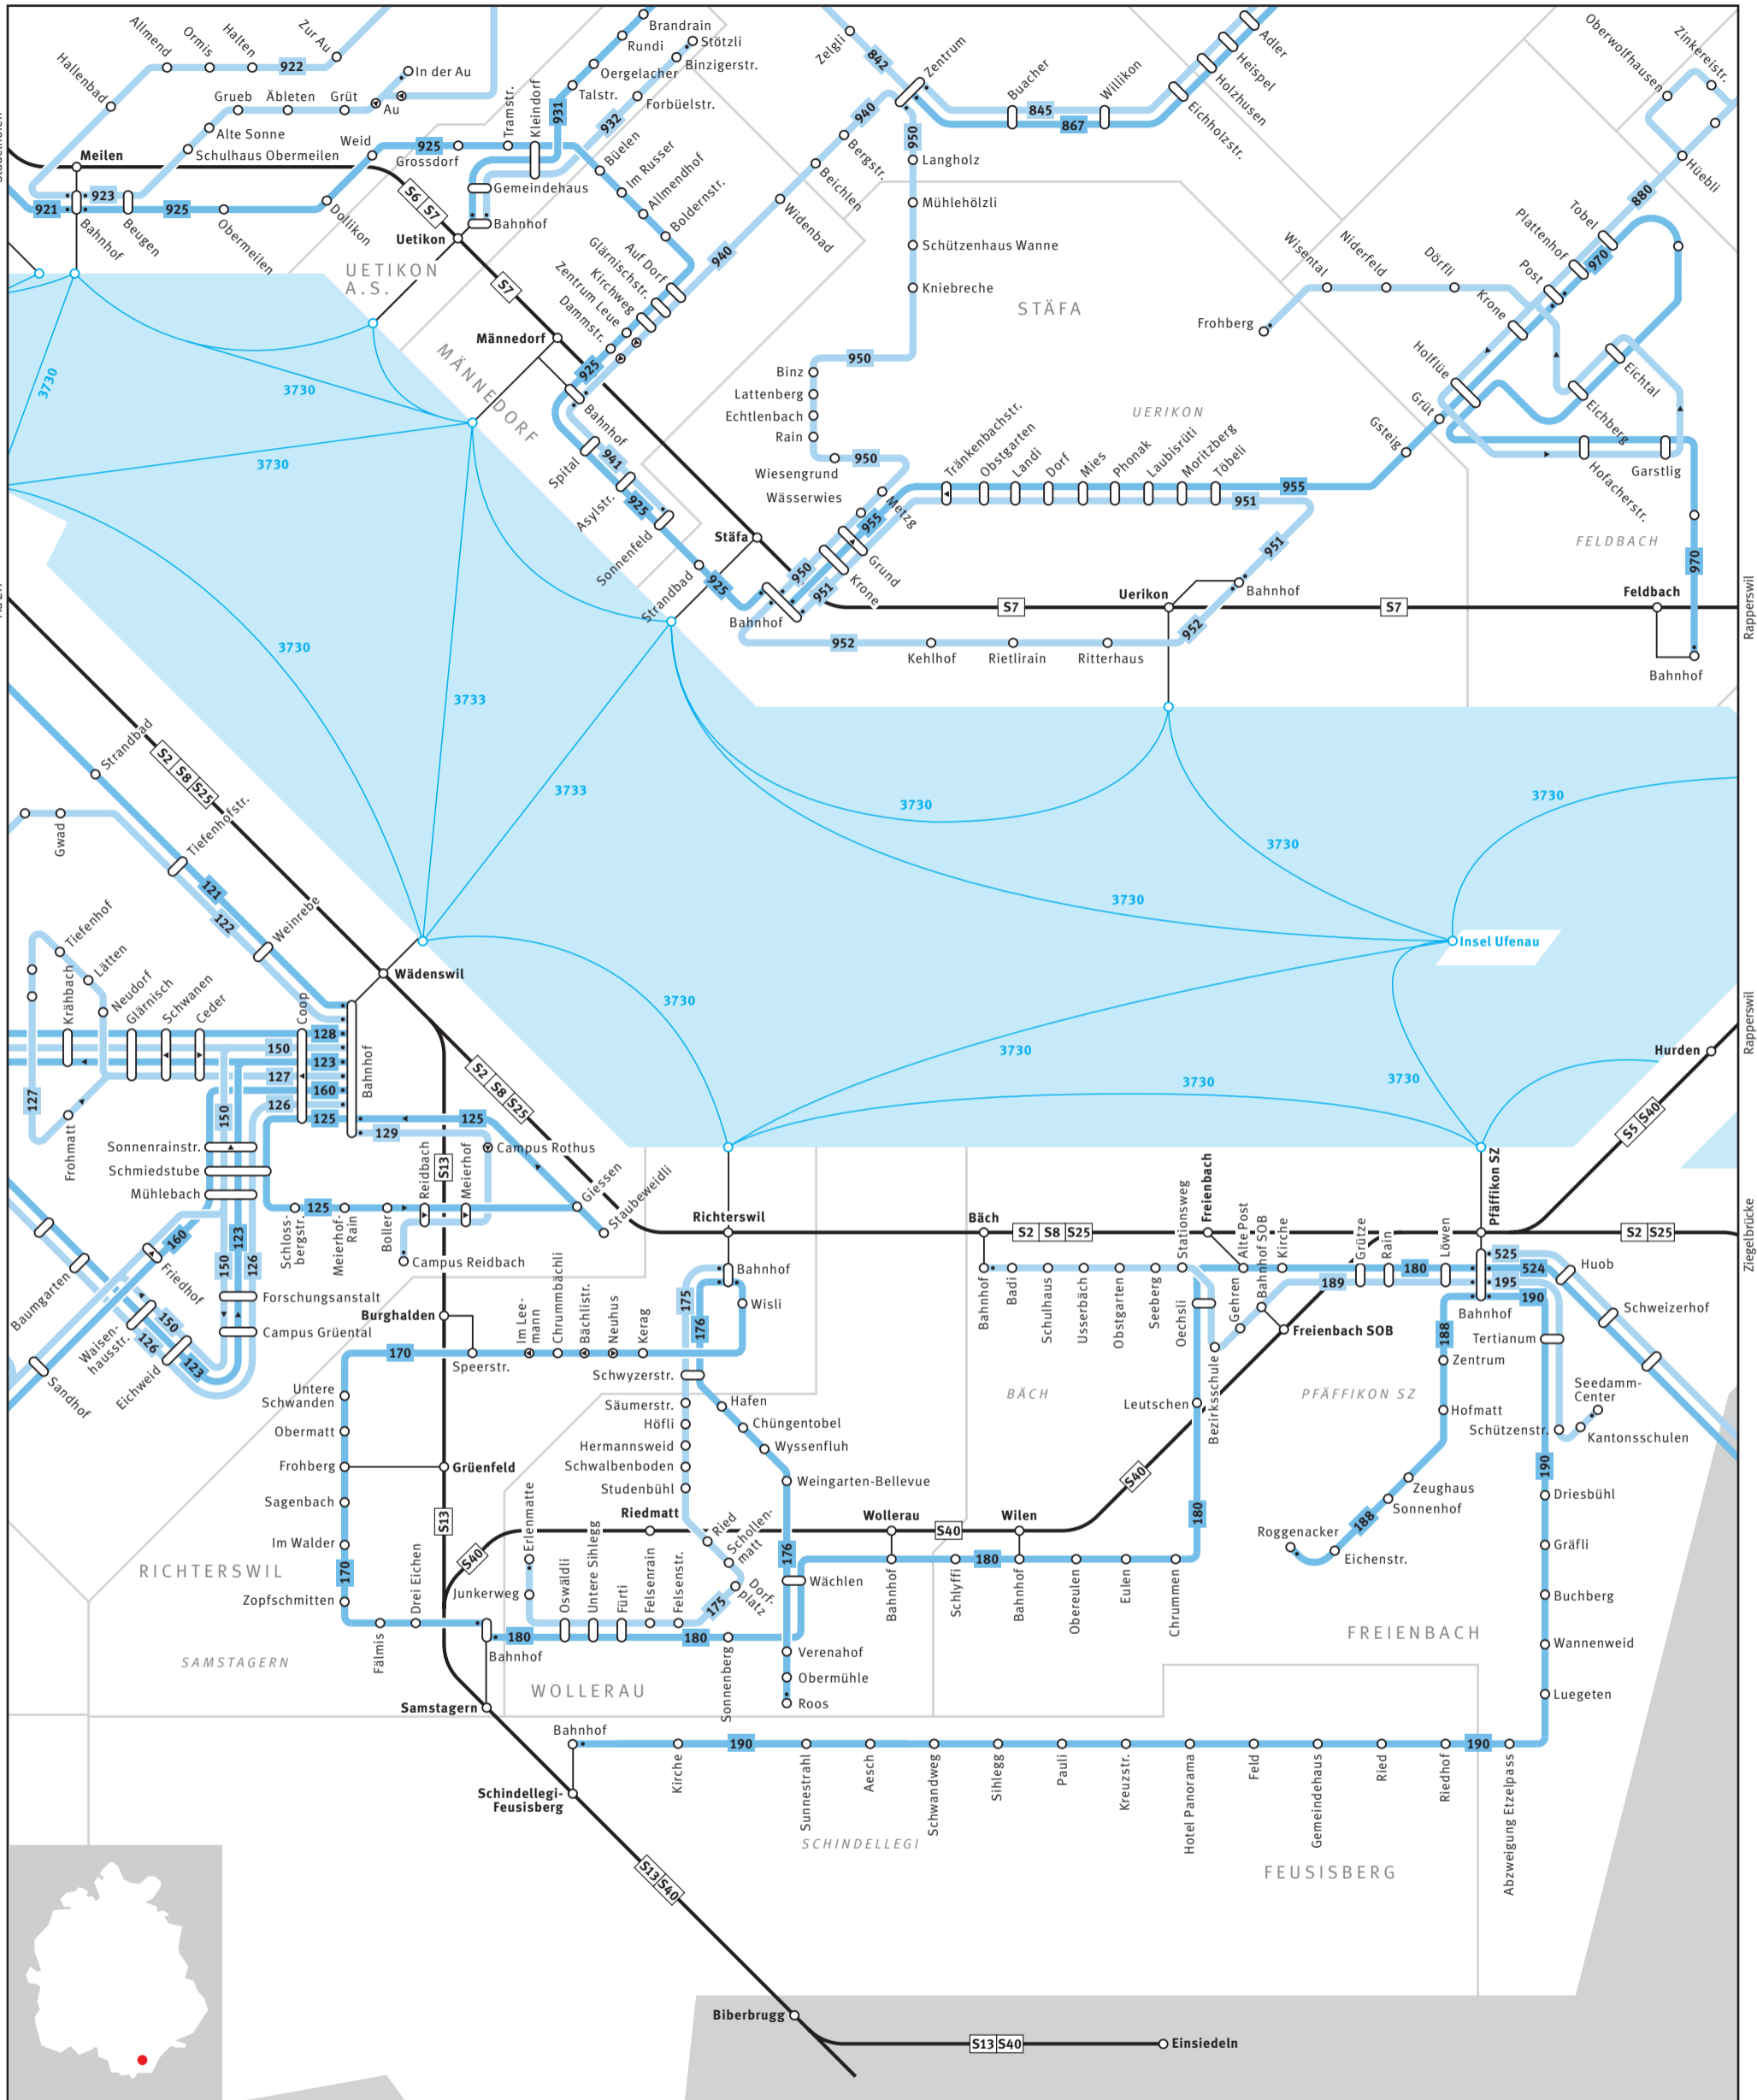 Allmend
Ormis
Halten
Zur Au
922
Hallenbad
In der Au
Grueb
Äbleten
Grüt
Au
Alte Sonne
Schulhaus Obermeilen
Weid
925
Grossdorf
Tramstr.
Kleindorf
931
932
Brandrain
Rundi
Stötzli
Binzigerstr.
Oergelacher
Talstr.
Forbüelstr.
Meilen
921
923
925
Bahnhof
Beugen
Obermeilen
Dollikon
S6 S7
Gemeindehaus
Bahnhof
Uetikon
UETIKON
A.S.
Büelen
Im Russer
Allmendhof
Boldernstr.
S7
Auf Dorf
Glärnischstr.
Kirchweg
Zentrum Leue
Dammstr.
925
940
Männedorf
MÄNNEDORF
Bahnhof
941
Spital
Asylstr.
925
Sonnenfeld
Strandbad
925
Stäfa
Zelgli
842
Zentrum
940
950
Bergstr.
Beichlen
Widenbad
Langholz
Mühlehölzli
Schützenhaus Wanne
Kniebreche
STÄFA
Buacher
845
867
Willikon
Adler
Heispel
Holzhusen
Eichholzstr.
950
Binz
Lattenberg
Echtlenbach
Rain
Wiesengrund
950
Wässerwies
Metzg
955
Grund
Krone
950
951
Bahnhof
UERIKON
Tränkenbachstr.
Obstgarten
Landi
Dorf
Mies
Phonak
Laubisrüti
Moritzberg
Töbeli
955
951
951
Bahnhof
Uerikon
952
952
Kehlhof
Rietlirain
Ritterhaus
S7
S7
Oberwolfhausen
Zinkereistr.
Hüebli
880
Tobel
Plattenhof
970
Post
Krone
Holflüe
Grüt
Gsteig
Wisental
Niderfeld
Dörfli
Frohberg
Eichtal
Eichberg
Hofacherstr.
Garstlig
FELDBACH
970
Feldbach
Bahnhof
Rapperswil
3730
3730
3730
3730
3733
3733
3730
3730
3730
3730
3730
3730
3730
3730
3730
Insel Ufenau
Strandbad
S2 S8 S25
Gwad
Tiefenhofstr.
121
122
Weinrebe
Wädenswil
Tiefenhof
Lätten
Krähbach
Neudorf
Glärnisch
Schwanen
Ceder
Coop
Bahnhof
128
150
123
127
160
126
125
127
Frohmatt
150
125
129
Sonnenrainstr.
Schmiedstube
Mühlebach
S2 S8 S25
S13
Campus Rothus
Reidbach
Meierhof
125
Schloss-
bergstr.
Meierhof-
Rain
Boller
Campus Reidbach
Giessen
Staubeweidli
160
Baumgarten
Friedhof
150
123
126
Forschungsanstalt
Campus Grüental
Waisen-
hausstr.
150
126
123
Eichweid
Sandhof
Burghalden
Speerstr.
170
Im Lee-
mann
Chrummbächli
Bächlistr.
Neuhus
Kerag
Richterswil
Bahnhof
Wisli
175
176
Schwyzerstr.
Säumerstr.
Höfli
Hermannsweid
Schwalbenboden
Studenbühl
Hafen
Chüngentobel
Wyssenfluh
Weingarten-Bellevue
Untere
Schwanden
Obermatt
Frohberg
Grüenfeld
Sagenbach
Im Walder
170
Zopfschmitten
RICHTERSWIL
SAMSTAGERN
Fälmis
Drei Eichen
S13
S40
Riedmatt
Erlenmatte
Junkerweg
Oswäldli
Untere Sihlegg
Fürti
Felsenrain
Felsenstr.
Ried
Schollen-
matt
Dorf-
platz
175
176
Wächlen
180
180
Bahnhof
Sonnenberg
Verenahof
Obermühle
Roos
Samstagern
WOLLERAU
Wollerau
S40
Wilen
Bahnhof
Schlyffi
180
Bahnhof
Obereulen
Eulen
Chrummen
S40
180
Bäch
S2 S8 S25
Bahnhof
Badi
Schulhaus
Usserbäch
Obstgarten
Seeberg
Stationsweg
Oechsli
Freienbach
Gehren
Alte Post
Bahnhof SOB
Kirche
Bezirksschule
Leutschen
Freienbach SOB
189
Grütze
Rain
180
Löwen
Pfäffikon SZ
BÄCH
PFÄFFIKON SZ
525
524
195
190
Bahnhof
188
Zentrum
Hofmatt
Zeughaus
Sonnenhof
188
Roggenacker
Eichenstr.
Tertianum
Huob
Schweizerhof
Seedamm-
Center
Schützenstr.
Kantonsschulen
190
Driesbühl
Gräfli
Buchberg
Wannenweid
Luegeten
Hurden
S5 S40
S2 S25
Rapperswil
Ziegelbrücke
FREIENBACH
Bahnhof
Kirche
190
Sunnestrahl
Aesch
Schwandweg
Sihlegg
Pauli
Kreuzstr.
Hotel Panorama
Feld
Gemeindehaus
Ried
Riedhof
190
Abzweigung Etzelpass
Schindellegi-
Feusisberg
SCHINDELLEGI
FEUSISBERG
S13 S40
Biberbrugg
S13 S40
Einsiedeln